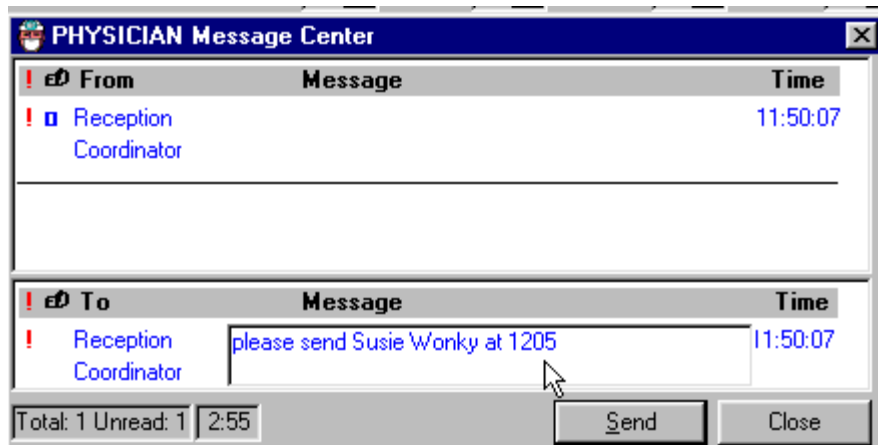 PHYSICIAN Message Center
! From Message Time
! Reception 11:50:07
Coordinator
! To Message Time
! Reception please send Susie Wonky at 1205 11:50:07
Coordinator
Total: 1 Unread: 1 2:55 Send Close